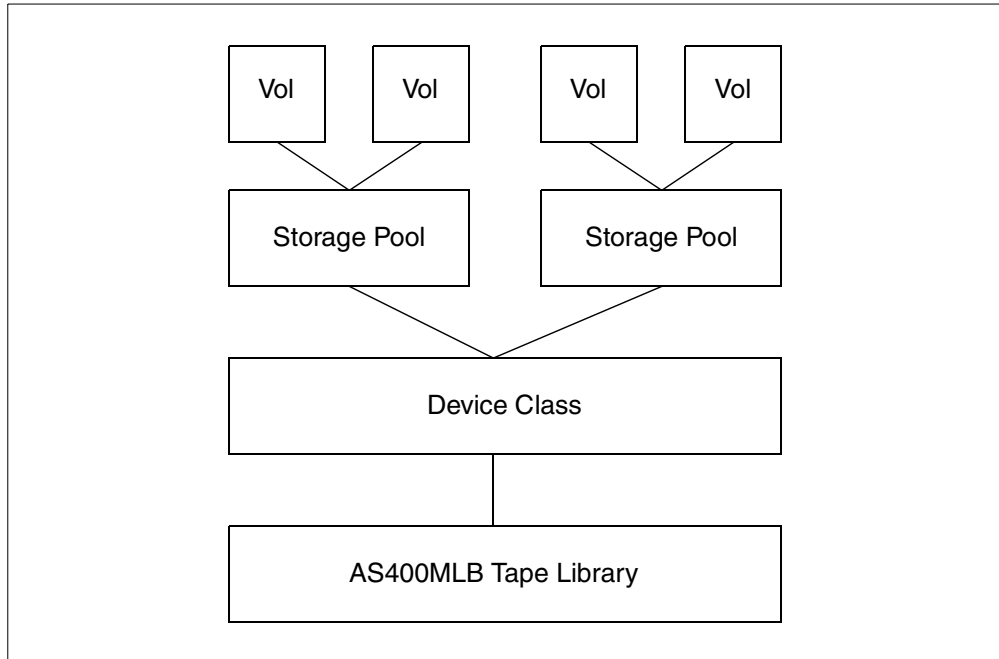 Vol
Vol
Vol
Vol
Storage Pool
Storage Pool
Device Class
AS400MLB Tape Library